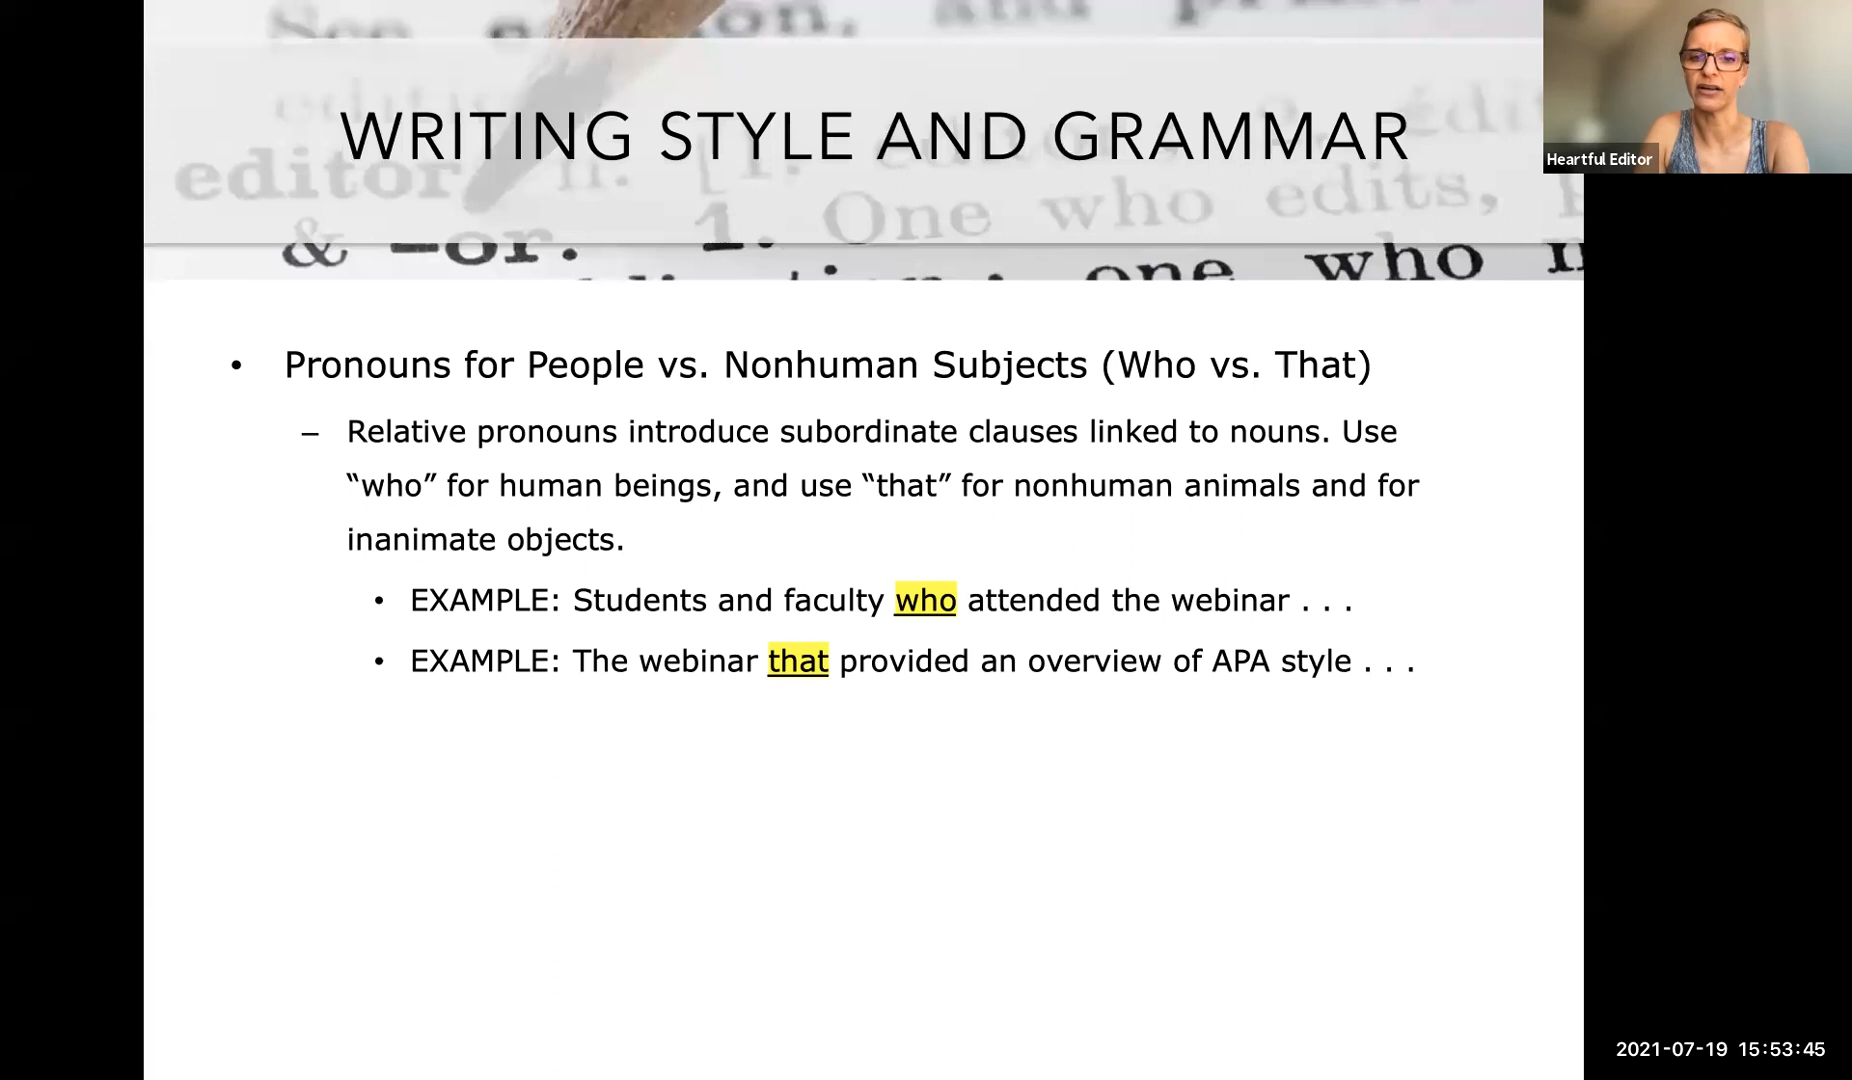 See and
WRITING STYLE AND GRAMMAR
editor n. [1.
& -or. 1. One who edits,
one who
Heartful Editor
• Pronouns for People vs. Nonhuman Subjects (Who vs. That)
– Relative pronouns introduce subordinate clauses linked to nouns. Use
“who” for human beings, and use “that” for nonhuman animals and for
inanimate objects.
• EXAMPLE: Students and faculty who attended the webinar . . .
• EXAMPLE: The webinar that provided an overview of APA style . . .
2021-07-19 15:53:45